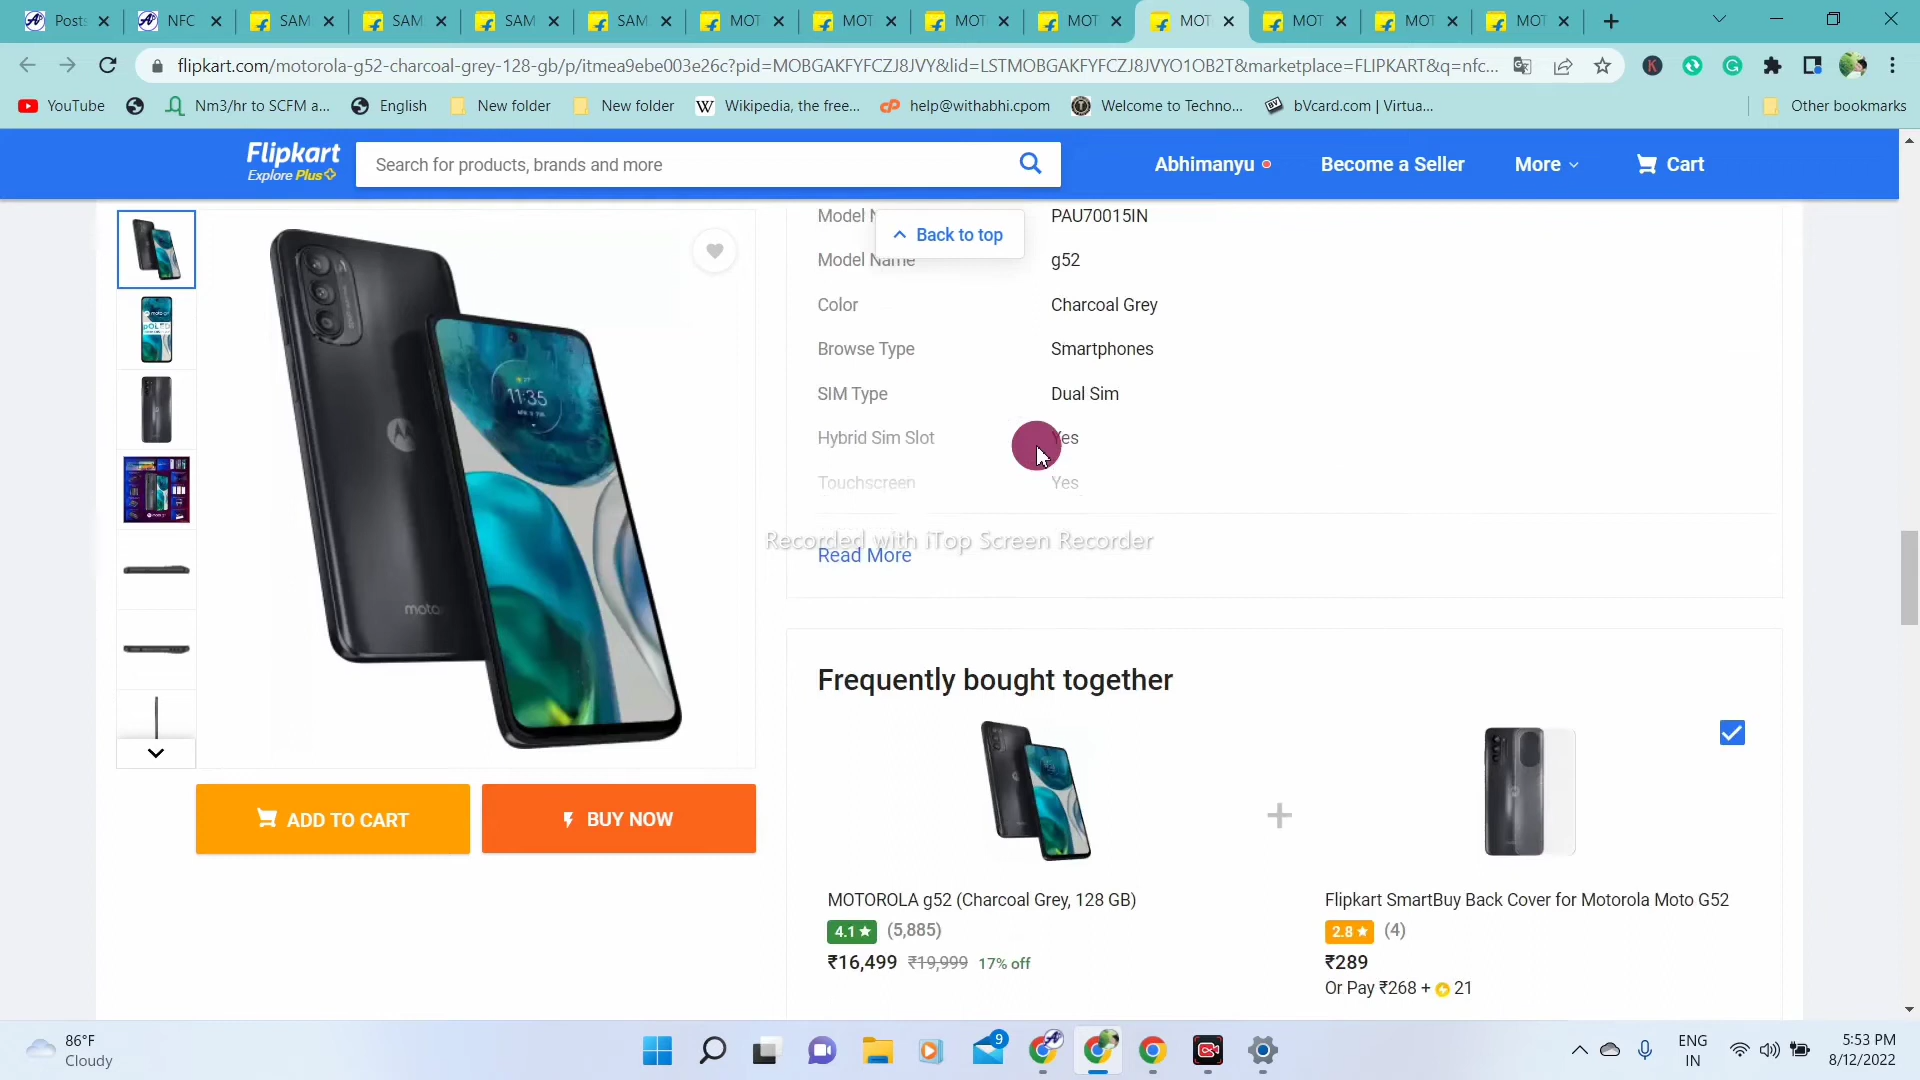 Posts
NFC
SAM
SAM
SAM
SAM
MOT
MOT
MOT
MOT
MOT
MOT
MOT
MOT
flipkart.com/motorola-g52-charcoal-grey-128-gb/p/itmea9ebe003e26c?pid=MOBGAKFYFCZJ8JVY&lid=LSTMOBGAKFYFCZJ8JVYO1OB2T&marketplace=FLIPKART&q=nfc...
YouTube
Nm3/hr to SCFM a...
English
New folder
New folder
Wikipedia, the free...
help@withabhi.cpom
Welcome to Techno...
bVcard.com | Virtua...
Other bookmarks
Flipkart
Explore Plus
Search for products, brands and more
Abhimanyu
Become a Seller
More
Cart
Model N
PAU70015IN
Back to top
Model Name
g52
Color
Charcoal Grey
Browse Type
Smartphones
SIM Type
Dual Sim
Hybrid Sim Slot
Yes
Touchscreen
Yes
Recorded with iTop Screen Recorder
Read More
11:35
moto
ADD TO CART
BUY NOW
Frequently bought together
MOTOROLA g52 (Charcoal Grey, 128 GB)
4.1★ (5,885)
₹16,499 ₹19,999 17% off
Flipkart SmartBuy Back Cover for Motorola Moto G52
2.8★ (4)
₹289
Or Pay ₹268 + 21
86°F
Cloudy
9
ENG
IN
5:53 PM
8/12/2022